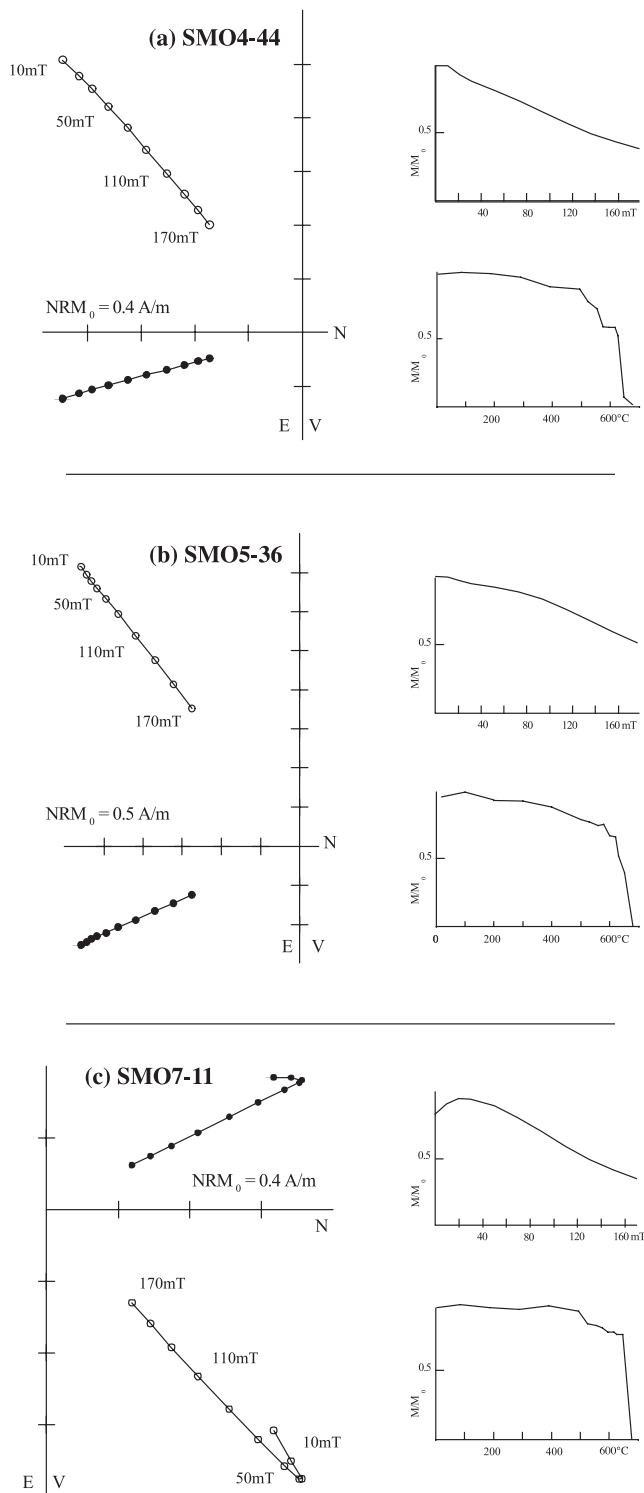 (a) SMO4-44
10mT
50mT
110mT
170mT
NRM₀ = 0.4 A/m
N
E V
M/M₀
0.5
40 80 120 160 mT
M/M₀
0.5
200 400 600°C
(b) SMO5-36
10mT
50mT
110mT
170mT
NRM₀ = 0.5 A/m
N
E V
M/M₀
0.5
40 80 120 160 mT
M/M₀
0.5
0 200 400 600°C
(c) SMO7-11
NRM₀ = 0.4 A/m
N
170mT
110mT
10mT
50mT
E V
M/M₀
0.5
40 80 120 160 mT
M/M₀
0.5
200 400 600°C